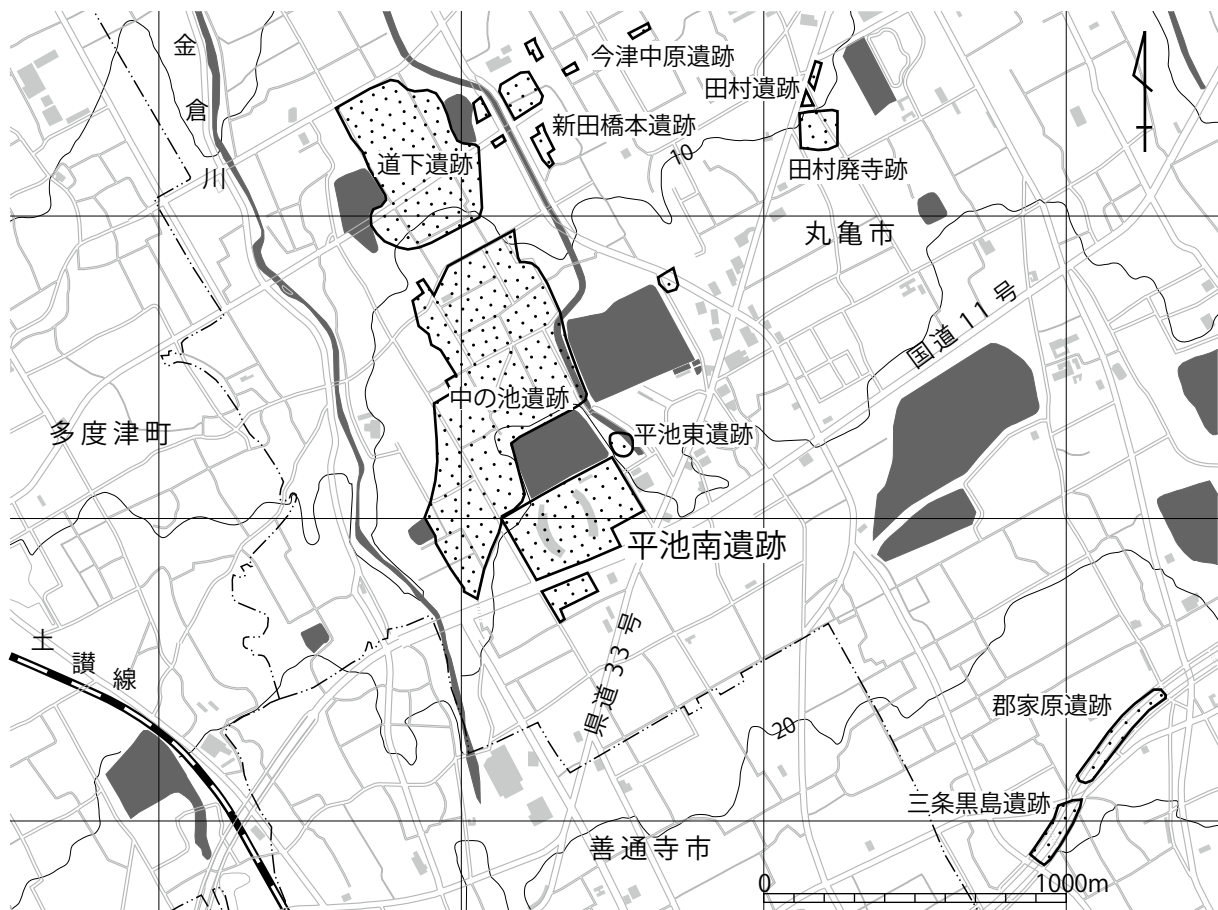 金倉川
今津中原遺跡
田村遺跡
新田橋本遺跡
10
道下遺跡
田村廃寺跡
丸亀市
国道11号
中の池遺跡
多度津町
平池東遺跡
平池南遺跡
土讃線
県道33号
郡家原遺跡
20
三条黒島遺跡
善通寺市
0 1000m